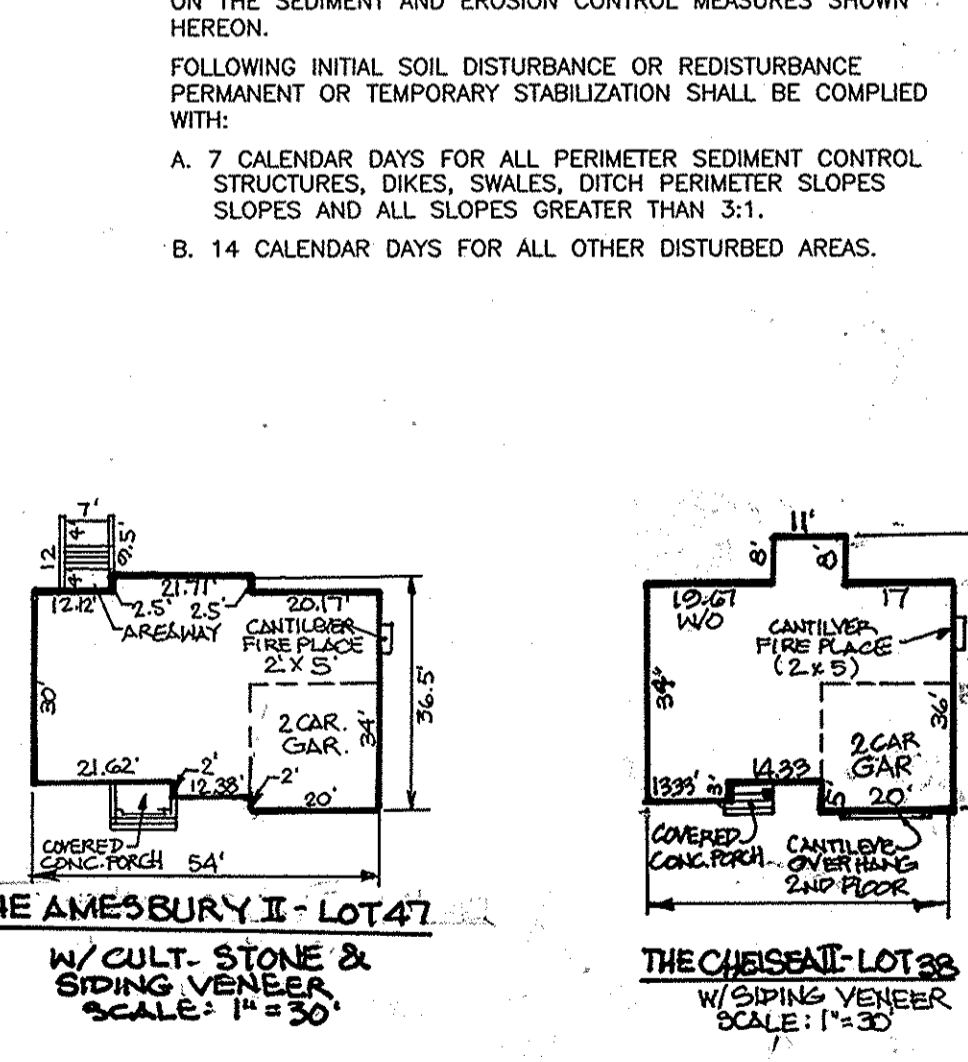 ON THE SEDIMENT AND EROSION CONTROL MEASURES SHOWN
HEREON.
FOLLOWING INITIAL SOIL DISTURBANCE OR REDISTURBANCE
PERMANENT OR TEMPORARY STABILIZATION SHALL BE COMPLIED
WITH:
A. 7 CALENDAR DAYS FOR ALL PERIMETER SEDIMENT CONTROL
STRUCTURES, DIKES, SWALES, DITCH PERIMETER SLOPES
SLOPES AND ALL SLOPES GREATER THAN 3:1.
B. 14 CALENDAR DAYS FOR ALL OTHER DISTURBED AREAS.
7'
12
4'
9.5'
4'
12.12'
2.5'
21.71'
2.5'
20.17'
AREAWAY
CANTILEVER
FIRE PLACE
2' X 5'
30'
2 CAR.
GAR.
34'
36.5'
21.62'
2'
12.38'
2'
20'
COVERED
CONC. PORCH
54'
HE AMESBURY II - LOT 47
W/ CULT- STONE &
SIDING VENEER
SCALE: 1" = 30'
11'
8'
8'
19.67
W/O
17
CANTILVER
FIRE PLACE
(2 x 5)
34'
36'
2 CAR
GAR
13.33
3'
14.33
5'
20'
COVERED
CONC. PORCH
CANTILEVE
OVERHANG
2ND FLOOR
THE CHELSEA II - LOT 38
W/ SIDING VENEER
SCALE: 1" = 30'